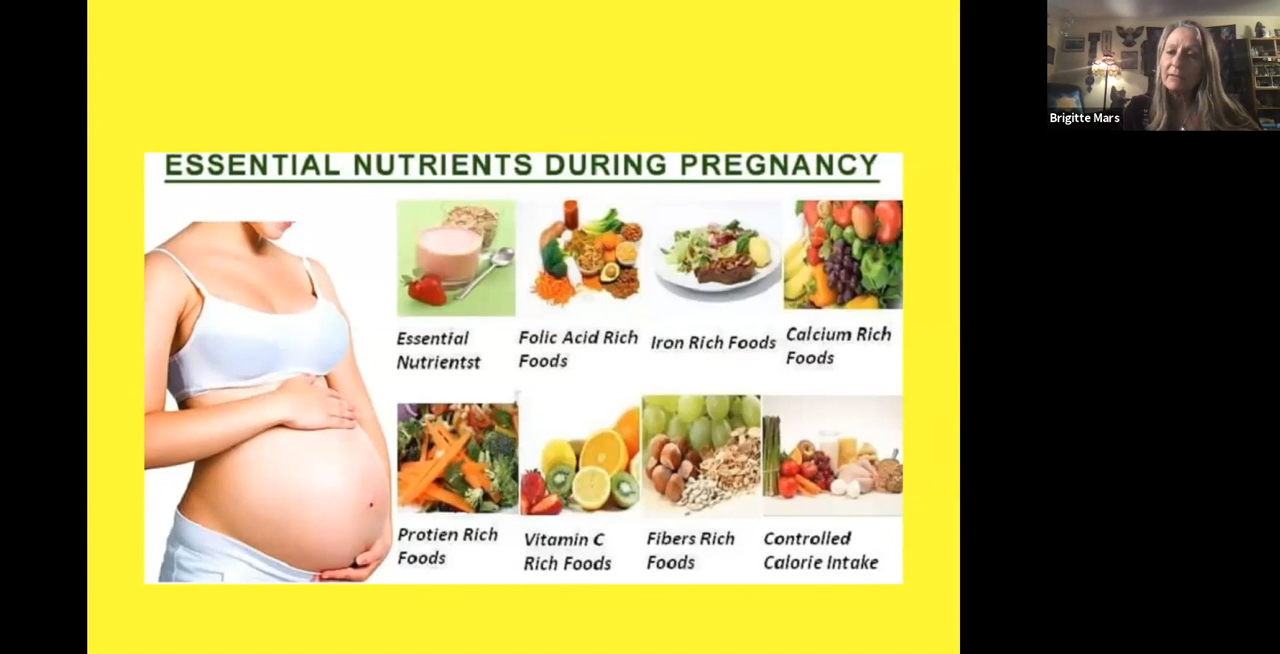 Brigitte Mars
ESSENTIAL NUTRIENTS DURING PREGNANCY
Essential
Nutrientst
Folic Acid Rich
Foods
Iron Rich Foods
Calcium Rich
Foods
Protien Rich
Foods
Vitamin C
Rich Foods
Fibers Rich
Foods
Controlled
Calorie Intake